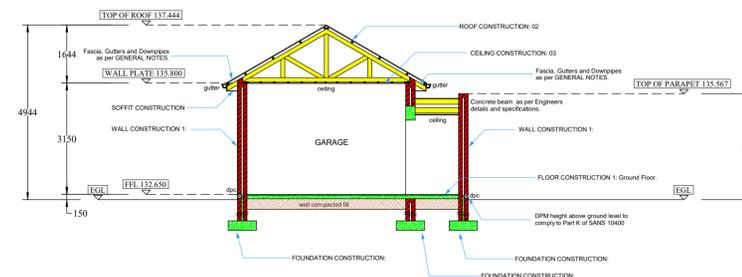 TOP OF ROOF 137.444
ROOF CONSTRUCTION: 02
1644
Fascia, Gutters and Downpipes
as per GENERAL NOTES.
CEILING CONSTRUCTION: 03
WALL PLATE 135.800
Fascia, Gutters and Downpipes
as per GENERAL NOTES.
TOP OF PARAPET 135.567
gutter
ceiling
gutter
SOFFIT CONSTRUCTION
Concrete beam as per Engineers
details and specifications.
4944
ceiling
WALL CONSTRUCTION 1:
WALL CONSTRUCTION 1:
3150
GARAGE
FLOOR CONSTRUCTION 1: Ground Floor.
EGL
FFL 132.650
dpc
EGL
dpc
well compacted fill
150
DPM height above ground level to
comply to Part K of SANS 10400
FOUNDATION CONSTRUCTION:
FOUNDATION CONSTRUCTION:
FOUNDATION CONSTRUCTION: